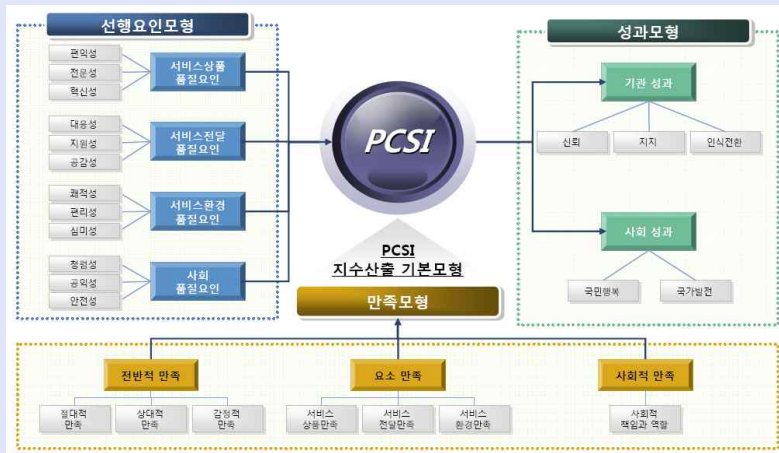 선행요인모형
편익성
전문성
혁신성
서비스상품
품질요인
대응성
지원성
공감성
서비스전달
품질요인
쾌적성
편리성
심미성
서비스환경
품질요인
청렴성
공익성
안전성
사회
품질요인
PCSI
PCSI
지수산출 기본모형
만족모형
성과모형
기관 성과
신뢰
지지
인식전환
사회 성과
국민행복
국가발전
전반적 만족
절대적
만족
상대적
만족
감정적
만족
요소 만족
서비스
상품만족
서비스
전달만족
서비스
환경만족
사회적 만족
사회적
책임과 역할